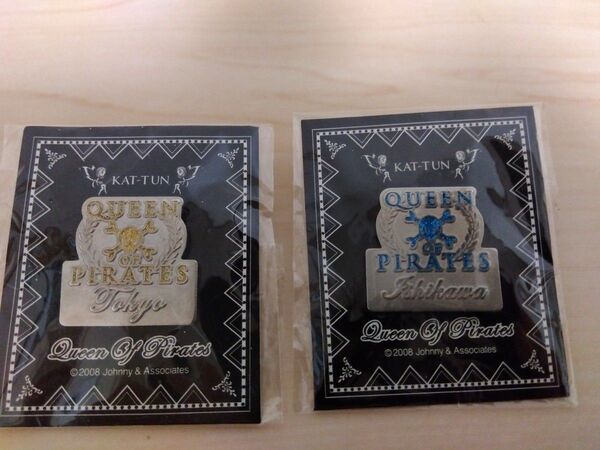 KAT-TUN
QUEEN
OF
PIRATES
Tokyo
Queen Of Pirates
©2008 Johnny & Associates
KAT-TUN
QUEEN
OF
PIRATES
Ishikawa
Queen Of Pirates
©2008 Johnny & Associates